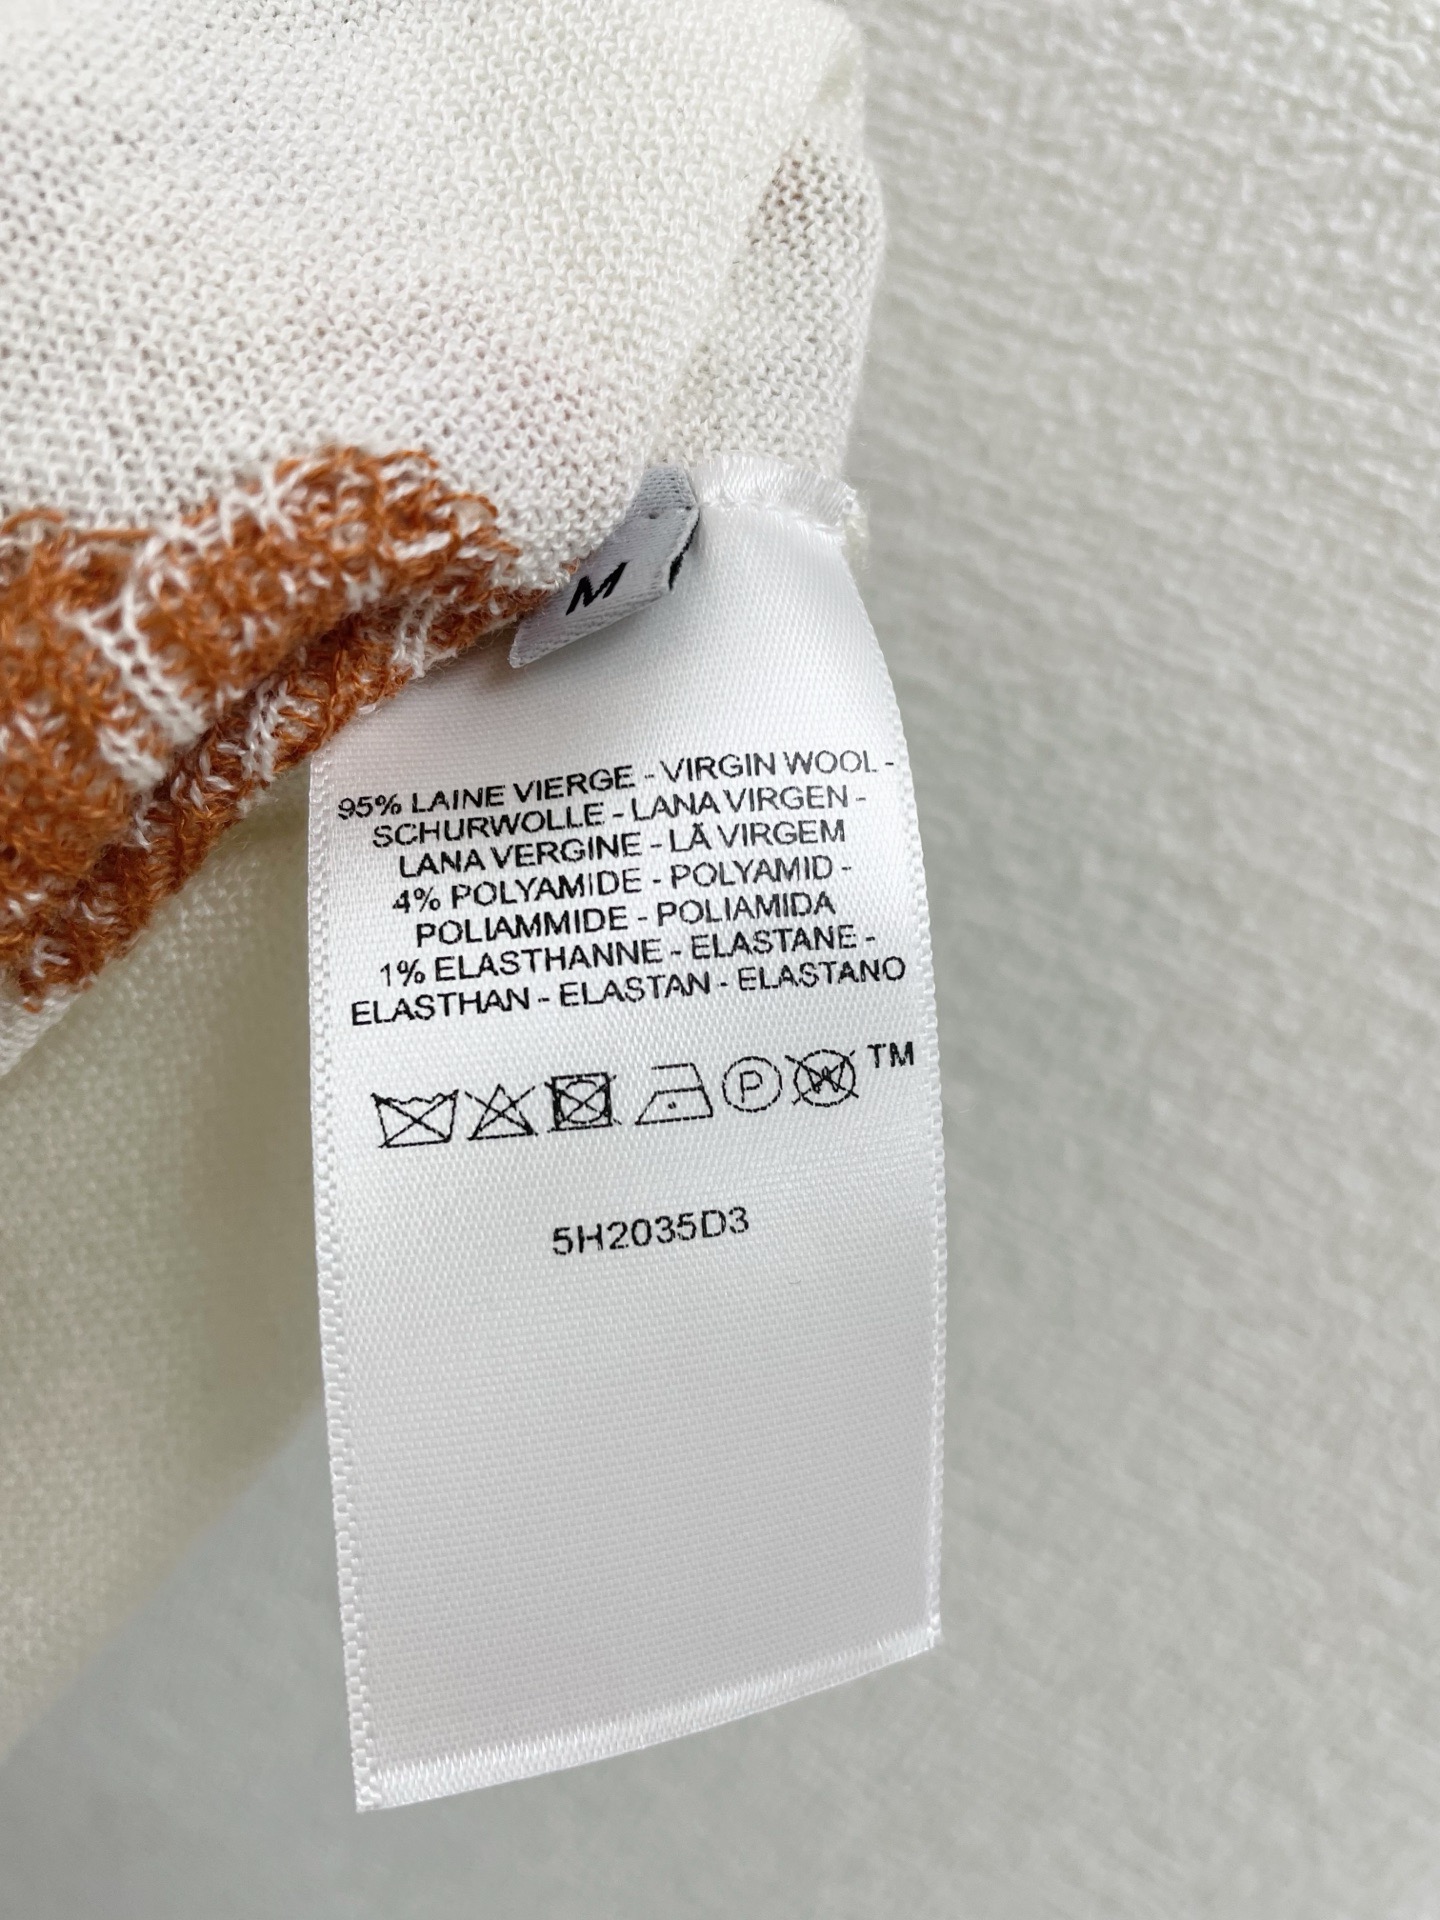 M
95% LAINE VIERGE - VIRGIN WOOL -
SCHURWOLLE - LANA VIRGEN -
LANA VERGINE - LÃ VIRGEM
4% POLYAMIDE - POLYAMID -
POLIAMMIDE - POLIAMIDA
1% ELASTHANNE - ELASTANE -
ELASTHAN - ELASTAN - ELASTANO
P W TM
5H2035D3